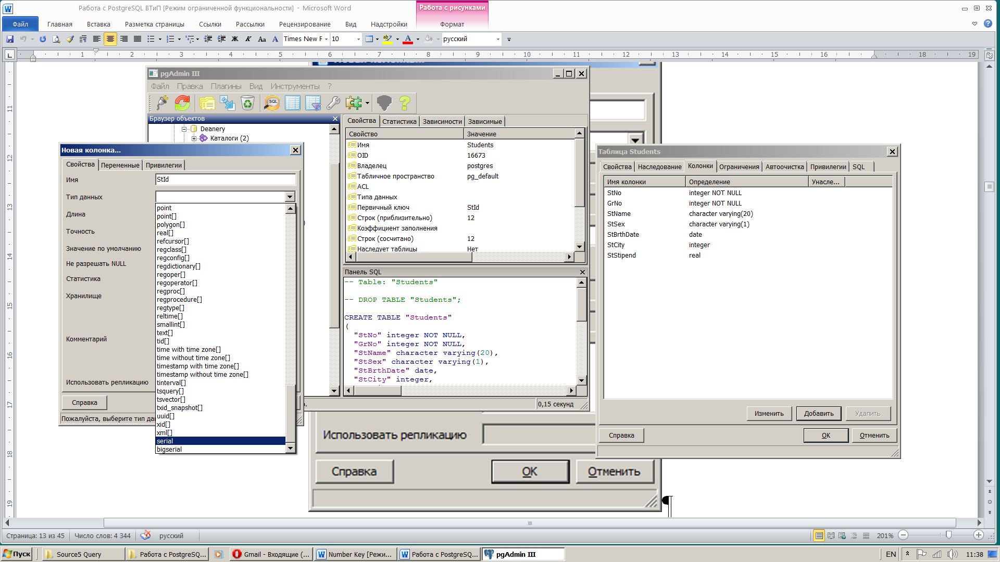 Работа с PostgreSQL ВТиП [Режим ограниченной функциональности] - Microsoft Word
Работа с рисунками
Файл Главная Вставка Разметка страницы Ссылки Рассылки Рецензирование Вид Надстройки Формат
Times New F 10 русский
1 2 3 4 5 6 7 8 9 10 11 12 13 14 15 16 18 19
pgAdmin III
Файл Правка Плагины Вид Инструменты ?
SQL
Браузер объектов
Deanery
Каталоги (2)
Свойства Статистика Зависимости Зависимые
Свойство Значение
Имя Students
OID 16673
Владелец postgres
Табличное пространство pg_default
ACL
Типа данных
Первичный ключ StId
Строк (приблизительно) 12
Коэффициент заполнения
Строк (сосчитано) 12
Наследует таблицы Нет
Панель SQL
-- Table: "Students"
-- DROP TABLE "Students";
CREATE TABLE "Students"
(
"StNo" integer NOT NULL,
"GrNo" integer NOT NULL,
"StName" character varying(20),
"StSex" character varying(1),
"StBrthDate" date,
"StCity" integer,
0,15 секунд
Новая колонка...
Свойства Переменные Привилегии
Имя StId
Тип данных
Длина
Точность
Значение по умолчанию
Не разрешать NULL
Статистика
Хранилище
Комментарий
Использовать репликацию
Справка
Пожалуйста, выберите тип да
point
point[]
polygon[]
real[]
refcursor[]
regclass[]
regconfig[]
regdictionary[]
regoper[]
regoperator[]
regproc[]
regprocedure[]
regtype[]
reltime[]
smallint[]
text[]
tid[]
time with time zone[]
time without time zone[]
timestamp with time zone[]
timestamp without time zone[]
tinterval[]
tsquery[]
tsvector[]
txid_snapshot[]
uuid[]
xid[]
xml[]
serial
bigserial
Таблица Students
Свойства Наследование Колонки Ограничения Автоочистка Привилегии SQL
Имя колонки Определение Унасле...
StNo integer NOT NULL
GrNo integer NOT NULL
StName character varying(20)
StSex character varying(1)
StBrthDate date
StCity integer
StStipend real
Изменить Добавить Удалить
Справка OK Отменить
Использовать репликацию
Справка OK Отменить
¶
11
12
13
14
15
16
17
18
19
Страница: 13 из 45 Число слов: 4 344 русский 201%
Пуск Source5 Query Работа с PostgreSQ... Gmail - Входящие (... Number Key [Режи... Работа с PostgreSQ... pgAdmin III EN 11:38